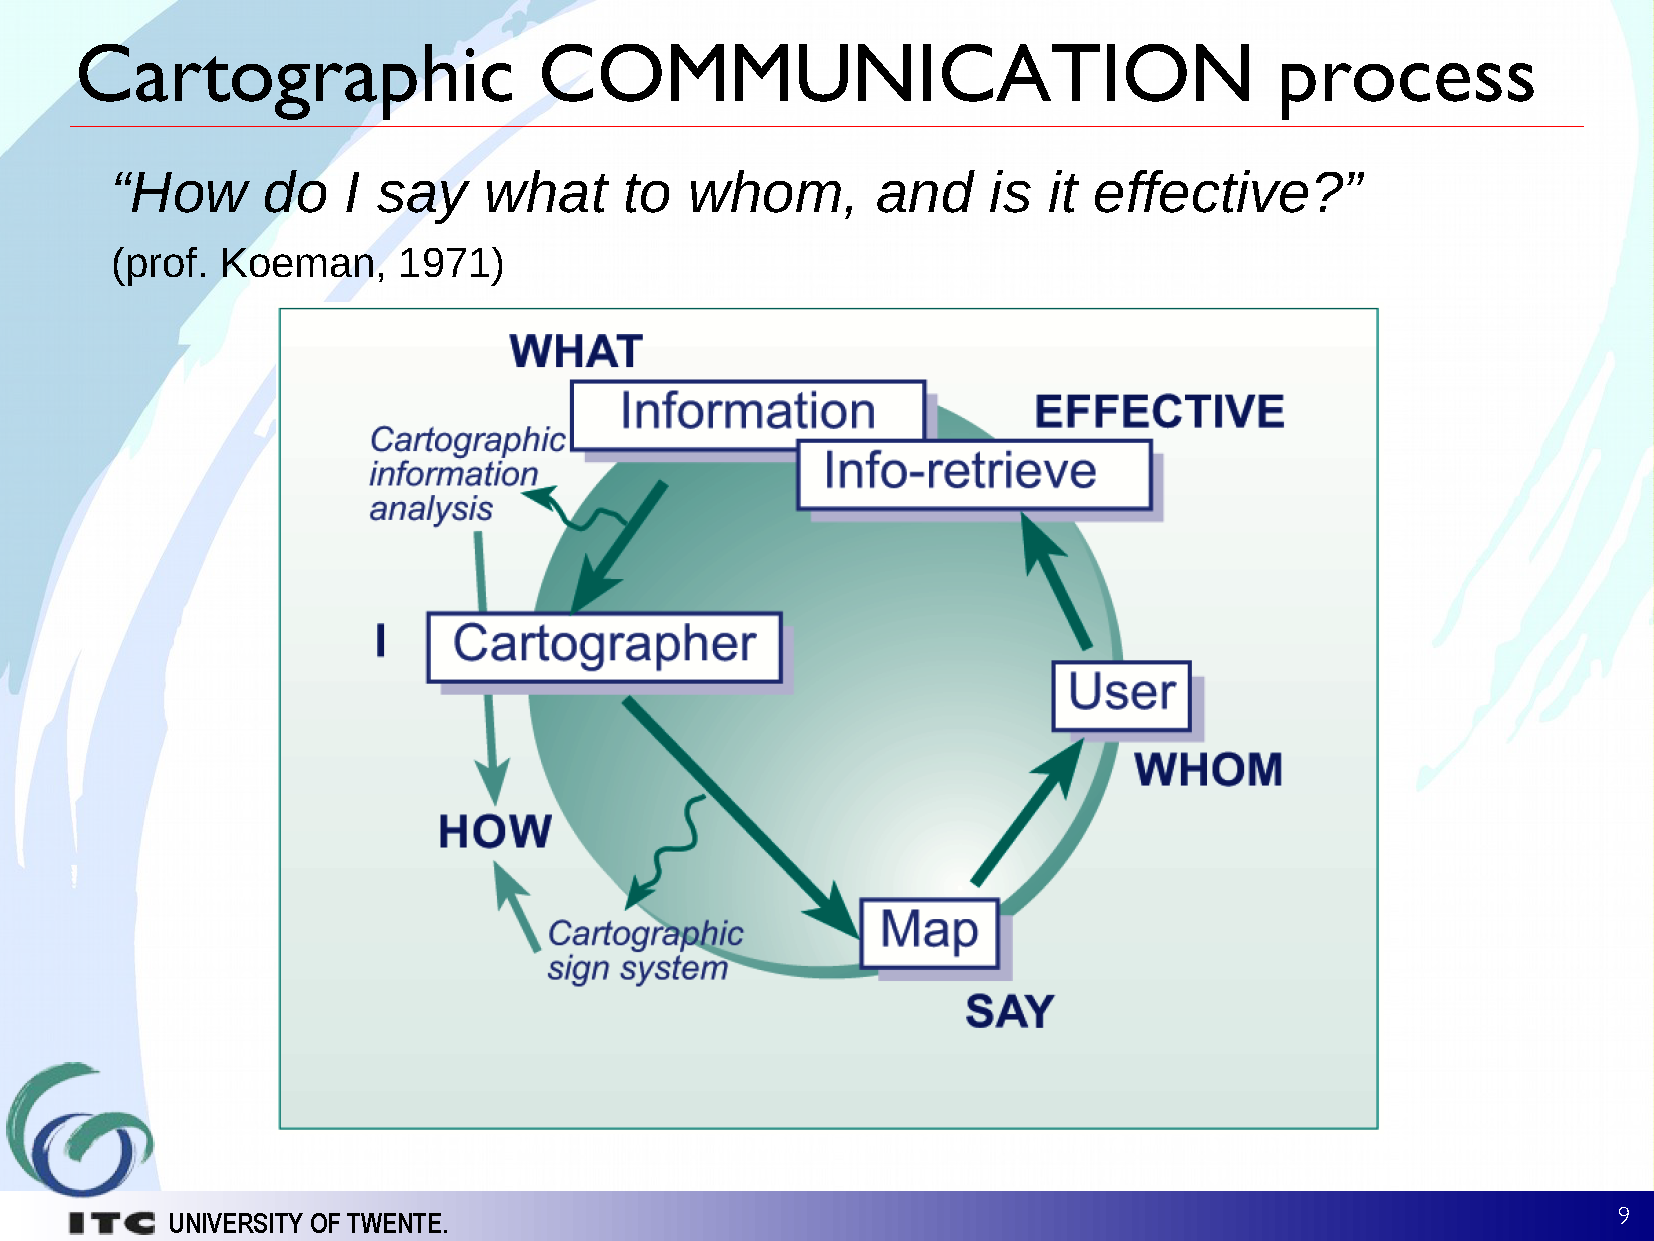 Cartographic COMMUNICATION process
“How do I say what to whom, and is it effective?”
(prof. Koeman, 1971)
WHAT
Information
EFFECTIVE
Info-retrieve
Cartographic
information
analysis
I
Cartographer
User
WHOM
HOW
Map
Cartographic
sign system
SAY
ITC UNIVERSITY OF TWENTE.
9